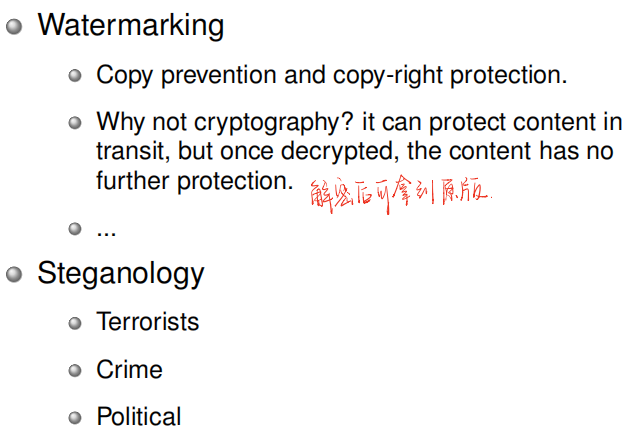 Watermarking
Copy prevention and copy-right protection.
Why not cryptography? it can protect content in
transit, but once decrypted, the content has no
further protection.
解密后可拿到原版.
...
Steganology
Terrorists
Crime
Political